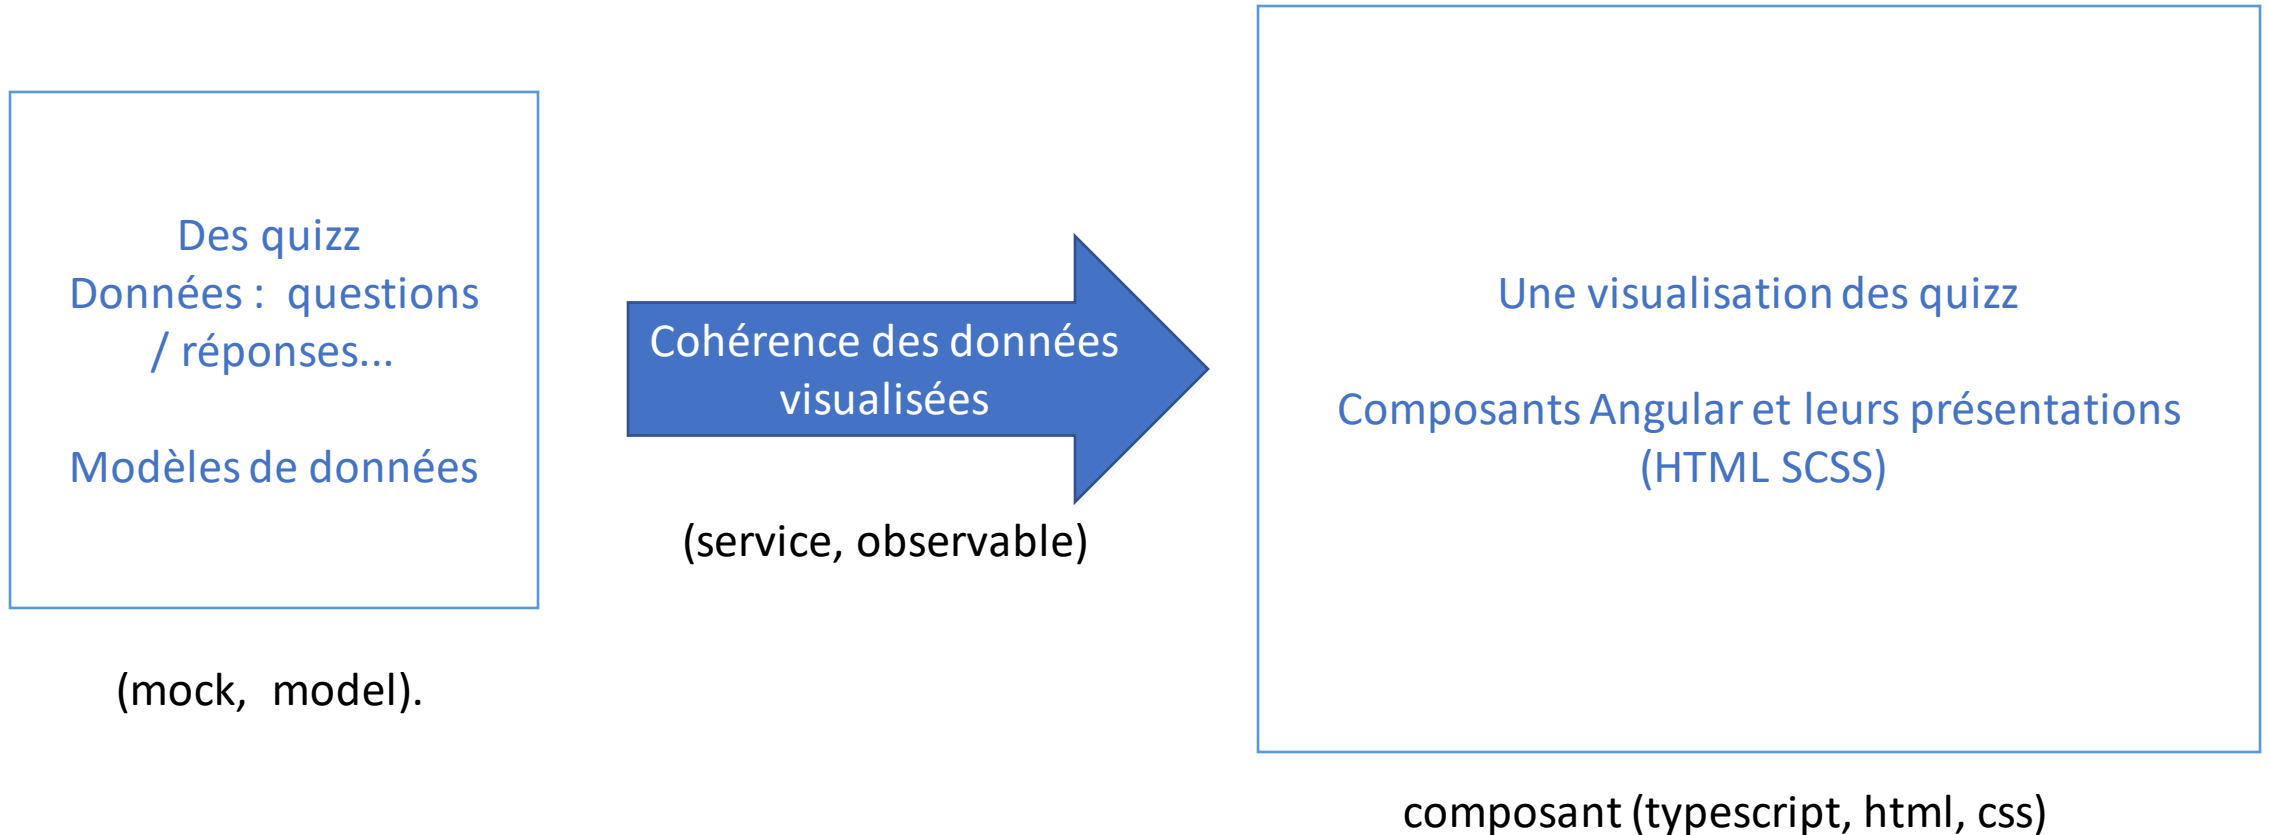 Des quizz
Données : questions
/ réponses...
Modèles de données
(mock, model).
Cohérence des données
visualisées
(service, observable)
Une visualisation des quizz
Composants Angular et leurs présentations
(HTML SCSS)
composant (typescript, html, css)